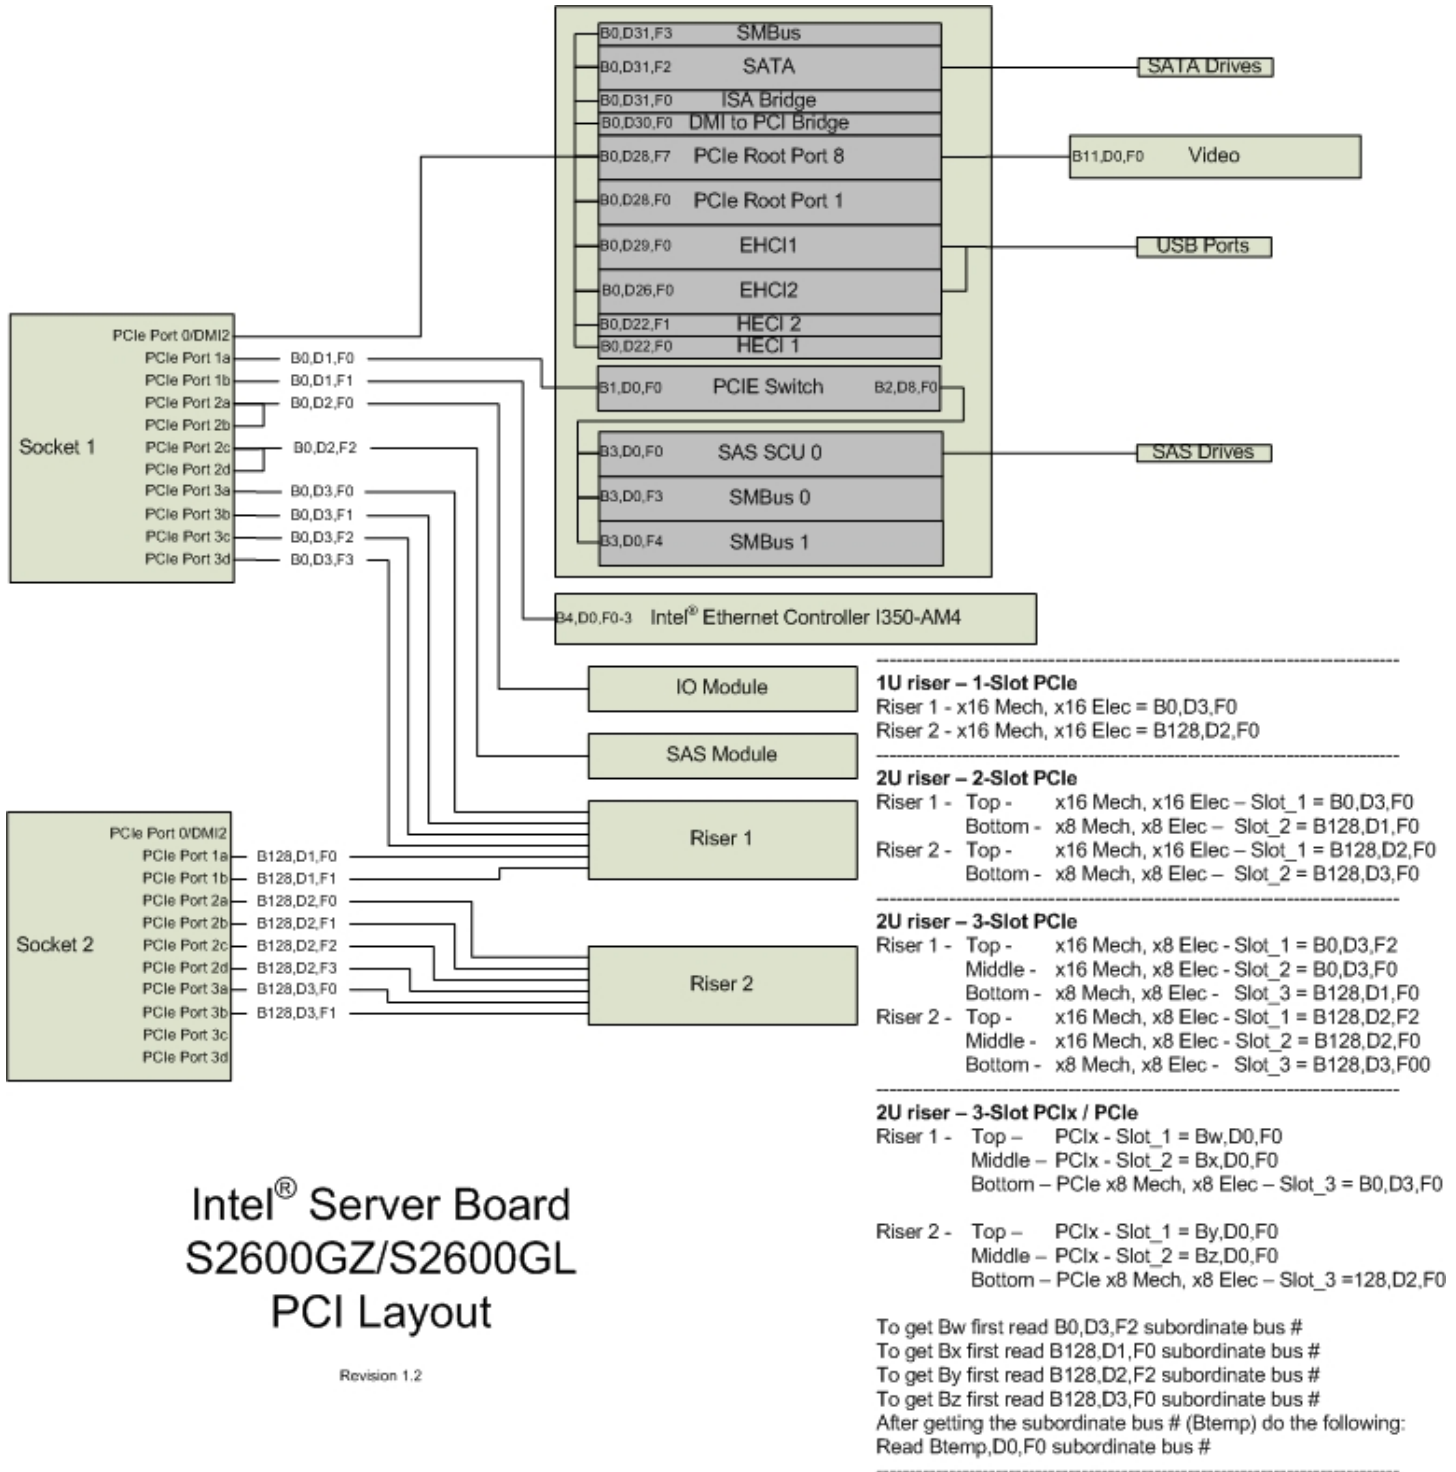 B0,D31,F3 SMBus
B0,D31,F2 SATA
SATA Drives
B0,D31,F0 ISA Bridge
B0,D30,F0 DMI to PCI Bridge
B0,D28,F7 PCIe Root Port 8
B11,D0,F0 Video
B0,D28,F0 PCIe Root Port 1
B0,D29,F0 EHCI1
USB Ports
B0,D26,F0 EHCI2
B0,D22,F1 HECI 2
B0,D22,F0 HECI 1
B1,D0,F0 PCIE Switch B2,D8,F0
B3,D0,F0 SAS SCU 0
SAS Drives
B3,D0,F3 SMBus 0
B3,D0,F4 SMBus 1
B4,D0,F0-3 Intel® Ethernet Controller I350-AM4
Socket 1
PCIe Port 0/DMI2
PCIe Port 1a B0,D1,F0
PCIe Port 1b B0,D1,F1
PCIe Port 2a B0,D2,F0
PCIe Port 2b
PCIe Port 2c B0,D2,F2
PCIe Port 2d
PCIe Port 3a B0,D3,F0
PCIe Port 3b B0,D3,F1
PCIe Port 3c B0,D3,F2
PCIe Port 3d B0,D3,F3
IO Module
SAS Module
Riser 1
Riser 2
Socket 2
PCIe Port 0/DMI2
PCIe Port 1a B128,D1,F0
PCIe Port 1b B128,D1,F1
PCIe Port 2a B128,D2,F0
PCIe Port 2b B128,D2,F1
PCIe Port 2c B128,D2,F2
PCIe Port 2d B128,D2,F3
PCIe Port 3a B128,D3,F0
PCIe Port 3b B128,D3,F1
PCIe Port 3c
PCIe Port 3d
1U riser – 1-Slot PCIe
Riser 1 - x16 Mech, x16 Elec = B0,D3,F0
Riser 2 - x16 Mech, x16 Elec = B128,D2,F0
2U riser – 2-Slot PCIe
Riser 1 - Top - x16 Mech, x16 Elec – Slot_1 = B0,D3,F0
Bottom - x8 Mech, x8 Elec – Slot_2 = B128,D1,F0
Riser 2 - Top - x16 Mech, x16 Elec – Slot_1 = B128,D2,F0
Bottom - x8 Mech, x8 Elec – Slot_2 = B128,D3,F0
2U riser – 3-Slot PCIe
Riser 1 - Top - x16 Mech, x8 Elec - Slot_1 = B0,D3,F2
Middle - x16 Mech, x8 Elec - Slot_2 = B0,D3,F0
Bottom - x8 Mech, x8 Elec - Slot_3 = B128,D1,F0
Riser 2 - Top - x16 Mech, x8 Elec - Slot_1 = B128,D2,F2
Middle - x16 Mech, x8 Elec - Slot_2 = B128,D2,F0
Bottom - x8 Mech, x8 Elec - Slot_3 = B128,D3,F00
2U riser – 3-Slot PCIx / PCIe
Riser 1 - Top – PCIx - Slot_1 = Bw,D0,F0
Middle – PCIx - Slot_2 = Bx,D0,F0
Bottom – PCIe x8 Mech, x8 Elec – Slot_3 = B0,D3,F0
Riser 2 - Top – PCIx - Slot_1 = By,D0,F0
Middle – PCIx - Slot_2 = Bz,D0,F0
Bottom – PCIe x8 Mech, x8 Elec – Slot_3 =128,D2,F0
To get Bw first read B0,D3,F2 subordinate bus #
To get Bx first read B128,D1,F0 subordinate bus #
To get By first read B128,D2,F2 subordinate bus #
To get Bz first read B128,D3,F0 subordinate bus #
After getting the subordinate bus # (Btemp) do the following:
Read Btemp,D0,F0 subordinate bus #
Intel® Server Board
S2600GZ/S2600GL
PCI Layout
Revision 1.2